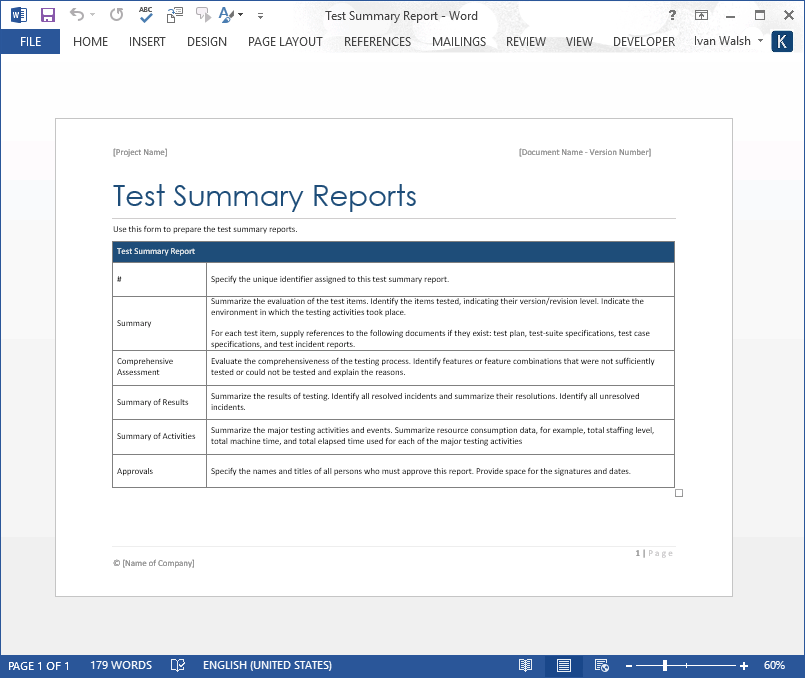 ABC
Test Summary Report - Word
?
FILE HOME INSERT DESIGN PAGE LAYOUT REFERENCES MAILINGS REVIEW VIEW DEVELOPER Ivan Walsh K
[Project Name] [Document Name - Version Number]
Test Summary Reports
Use this form to prepare the test summary reports.
Test Summary Report
# Specify the unique identifier assigned to this test summary report.
Summary
Summarize the evaluation of the test items. Identify the items tested, indicating their version/revision level. Indicate the
environment in which the testing activities took place.
For each test item, supply references to the following documents if they exist: test plan, test-suite specifications, test case
specifications, and test incident reports.
Comprehensive
Assessment
Evaluate the comprehensiveness of the testing process. Identify features or feature combinations that were not sufficiently
tested or could not be tested and explain the reasons.
Summary of Results
Summarize the results of testing. Identify all resolved incidents and summarize their resolutions. Identify all unresolved
incidents.
Summary of Activities
Summarize the major testing activities and events. Summarize resource consumption data, for example, total staffing level,
total machine time, and total elapsed time used for each of the major testing activities
Approvals
Specify the names and titles of all persons who must approve this report. Provide space for the signatures and dates.
1 | Page
© [Name of Company]
PAGE 1 OF 1 179 WORDS ENGLISH (UNITED STATES) 60%